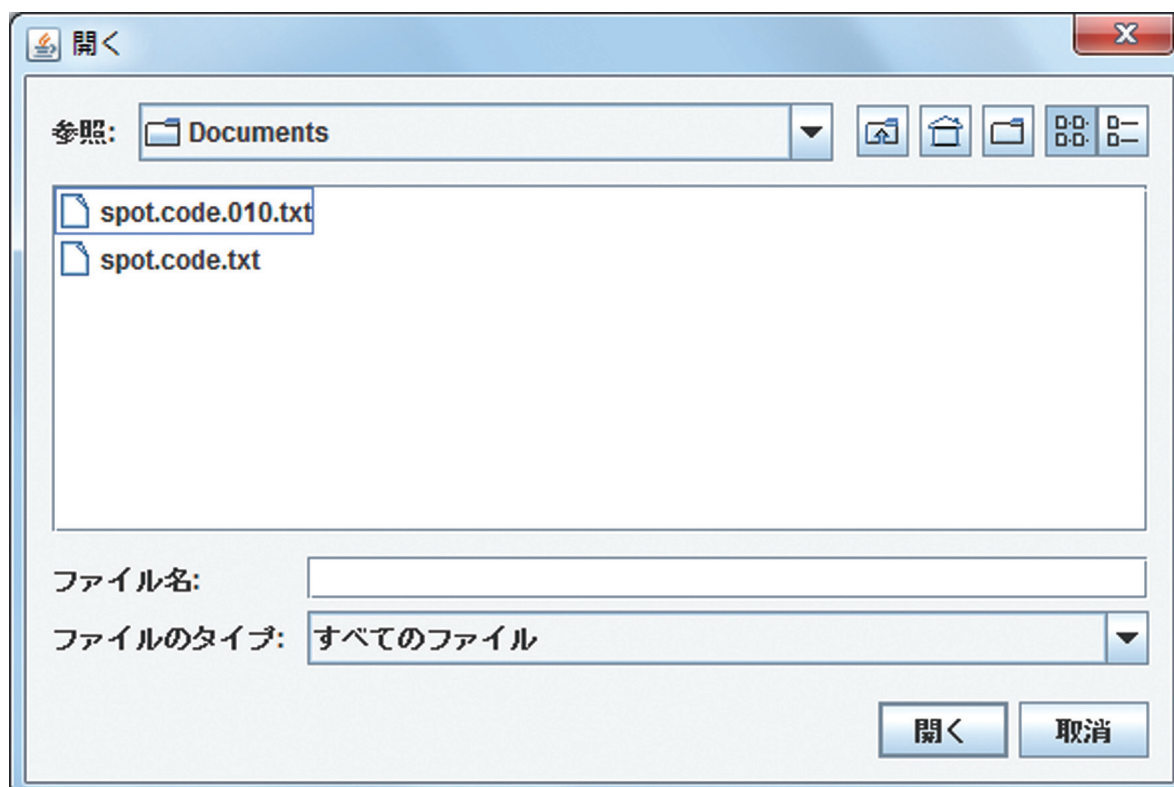 開く
参照: Documents
spot.code.010.txt
spot.code.txt
ファイル名:
ファイルのタイプ: すべてのファイル
開く 取消